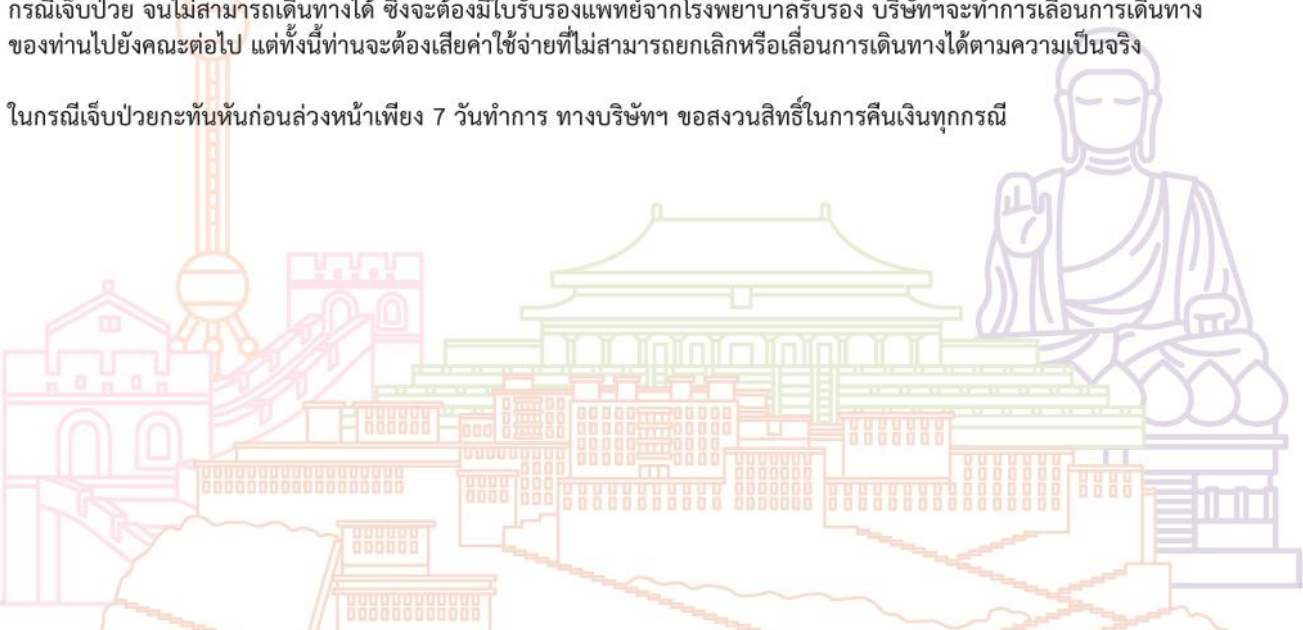 กรณีเจ็บป่วย จนไม่สามารถเดินทางได้ ซึ่งจะต้องมีใบรับรองแพทย์จากโรงพยาบาลรับรอง บริษัทฯจะทำการเลื่อนการเดินทาง
ของท่านไปยังคณะต่อไป แต่ทั้งนี้ท่านจะต้องเสียค่าใช้จ่ายที่ไม่สามารถยกเลิกหรือเลื่อนการเดินทางได้ตามความเป็นจริง
ในกรณีเจ็บป่วยกะทันหันก่อนล่วงหน้าเพียง 7 วันทำการ ทางบริษัทฯ ขอสงวนสิทธิ์ในการคืนเงินทุกกรณี